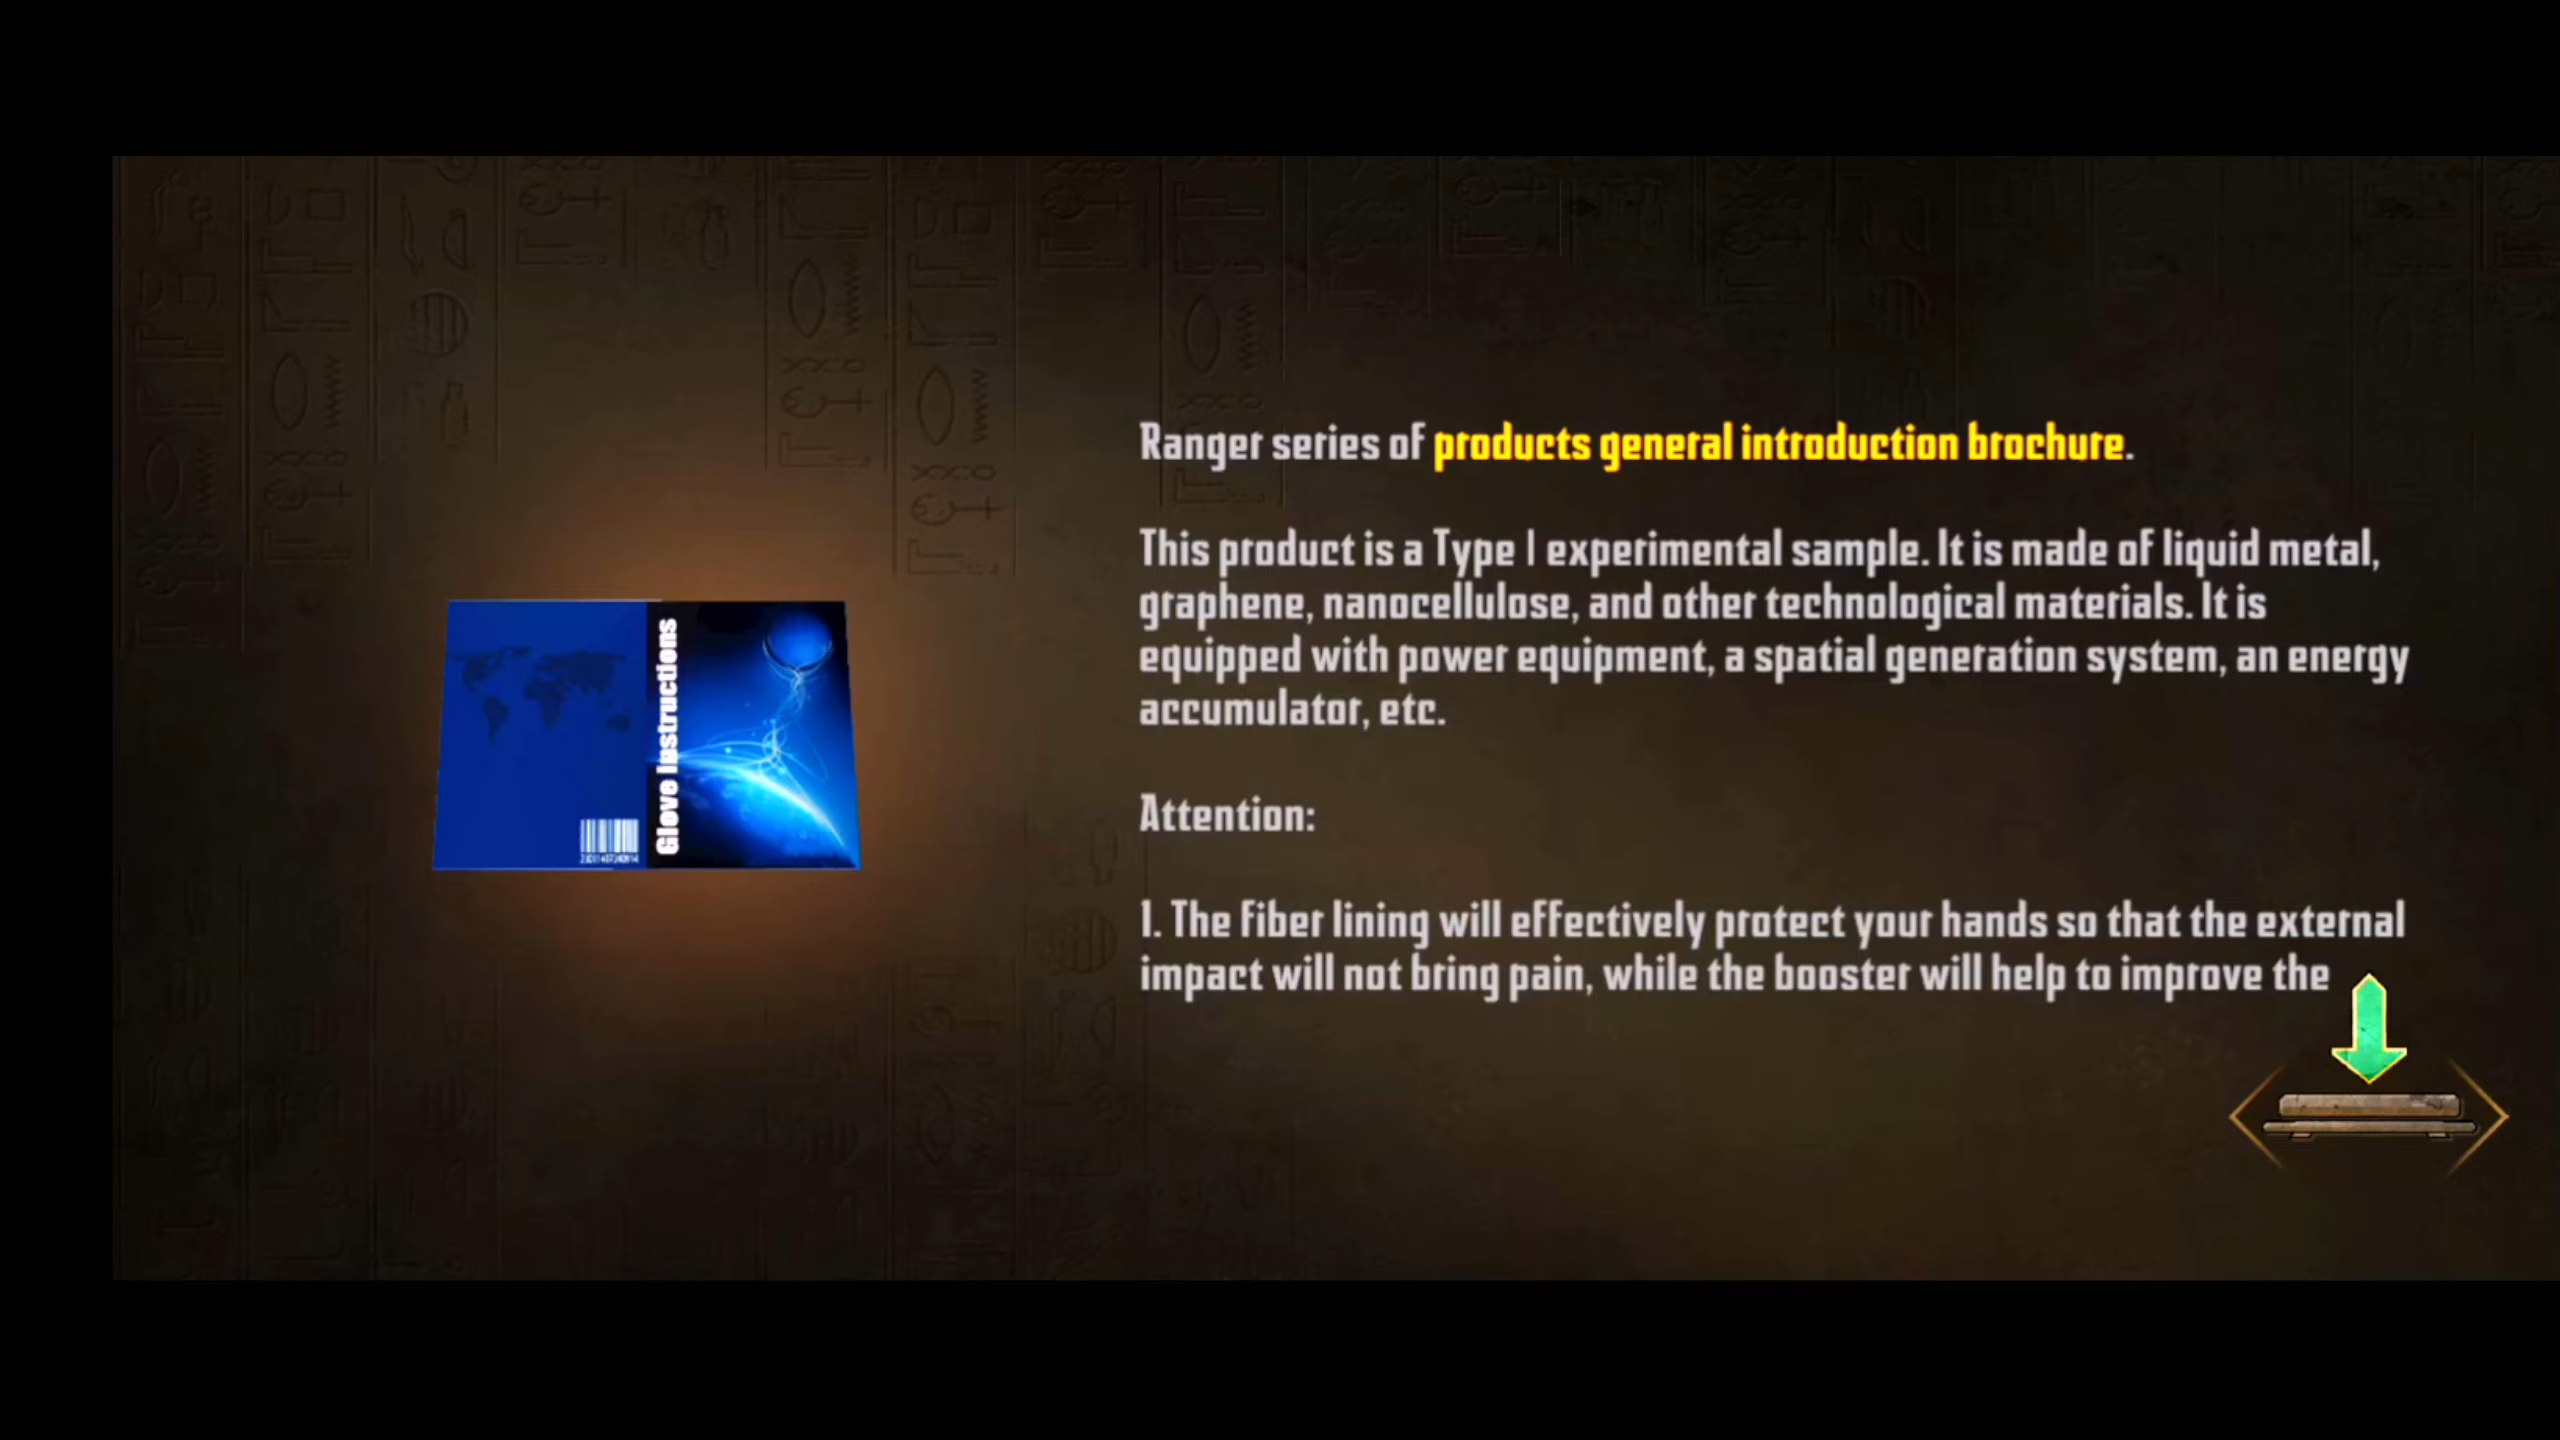 Ranger series of products general introduction brochure.
This product is a Type I experimental sample. It is made of liquid metal,
graphene, nanocellulose, and other technological materials. It is
equipped with power equipment, a spatial generation system, an energy
accumulator, etc.
Attention:
1. The fiber lining will effectively protect your hands so that the external
impact will not bring pain, while the booster will help to improve the
Glove Instructions